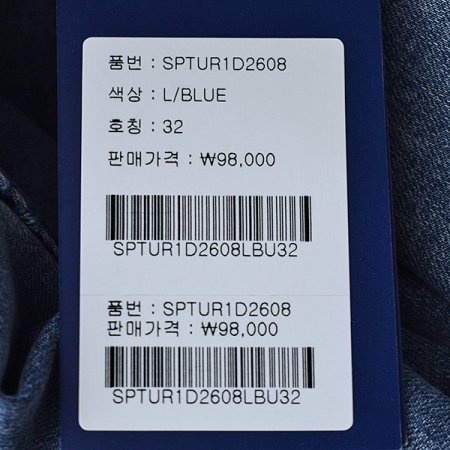 품번 : SPTUR1D2608
색상 : L/BLUE
호칭 : 32
판매가격 : ₩98,000
SPTUR1D2608LBU32
품번 : SPTUR1D2608
판매가격 : ₩98,000
SPTUR1D2608LBU32